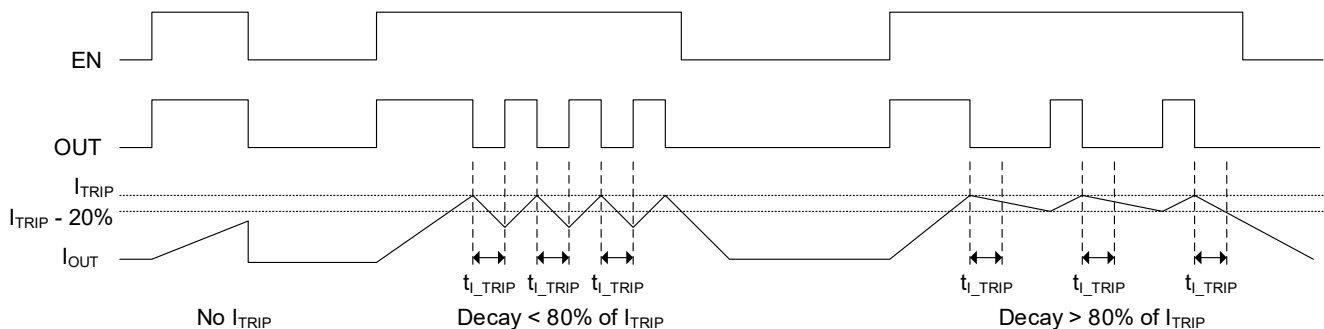 EN
OUT
I_TRIP
I_TRIP - 20%
I_OUT
t_I_TRIP t_I_TRIP t_I_TRIP t_I_TRIP t_I_TRIP t_I_TRIP
No I_TRIP Decay < 80% of I_TRIP Decay > 80% of I_TRIP